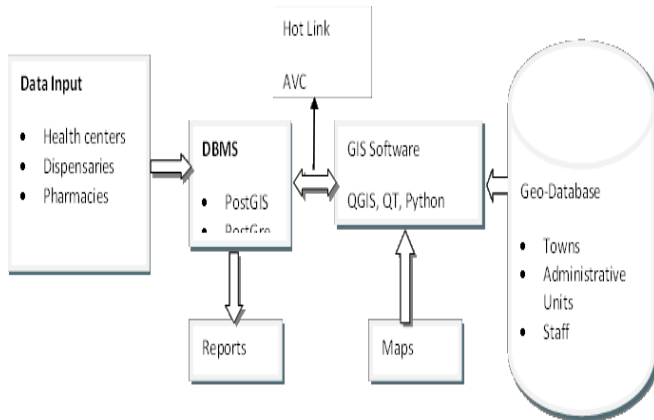 Hot Link
AVC
Data Input
• Health centers
• Dispensaries
• Pharmacies
DBMS
• PostGIS
• PostGre
GIS Software
QGIS, QT, Python
Geo-Database
• Towns
• Administrative
Units
• Staff
Reports
Maps